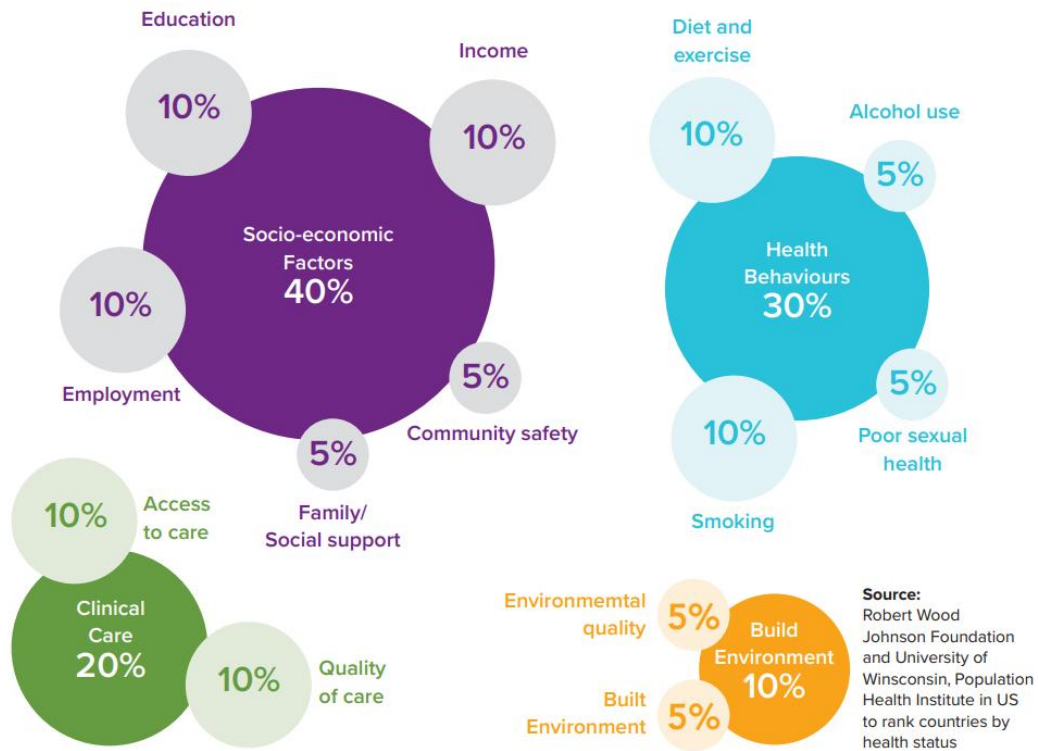 Education
10%
Income
10%
Socio-economic
Factors
40%
10%
Employment
5%
Community safety
5%
Family/
Social support
Diet and
exercise
10%
Alcohol use
5%
Health
Behaviours
30%
5%
Poor sexual
health
10%
Smoking
10%
Access
to care
Clinical
Care
20%
10%
Quality
of care
Environmemtal
quality
5%
Build
Environment
10%
Built
Environment
5%
Source:
Robert Wood
Johnson Foundation
and University of
Winsconsin, Population
Health Institute in US
to rank countries by
health status